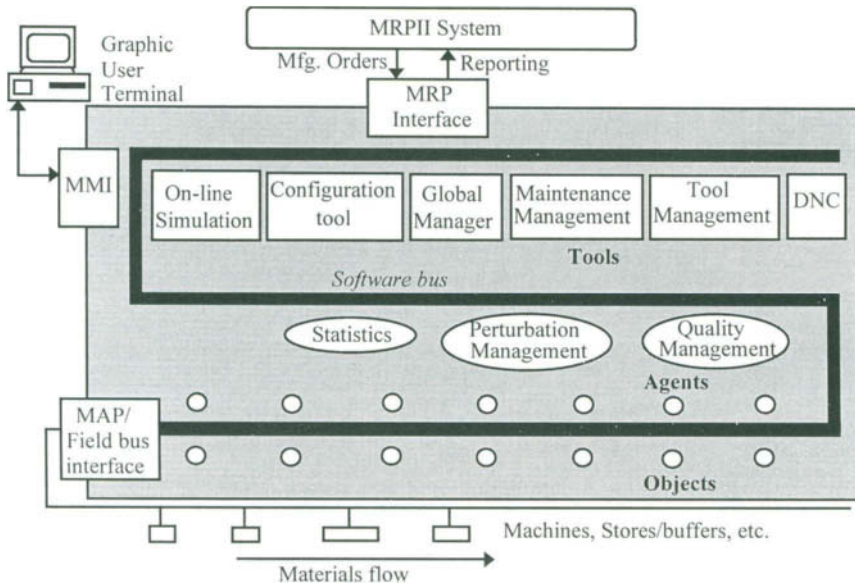 MRPII System
Graphic
User
Terminal
Mfg. Orders
Reporting
MRP
Interface
MMI
On-line
Simulation
Configuration
tool
Global
Manager
Maintenance
Management
Tool
Management
DNC
Tools
Software bus
Statistics
Perturbation
Management
Quality
Management
Agents
MAP/
Field bus
interface
Objects
Machines, Stores/buffers, etc.
Materials flow